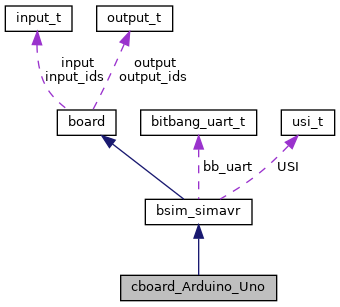 input_t
output_t
input
input_ids
output
output_ids
board
bitbang_uart_t
usi_t
bb_uart
USI
bsim_simavr
cboard_Arduino_Uno